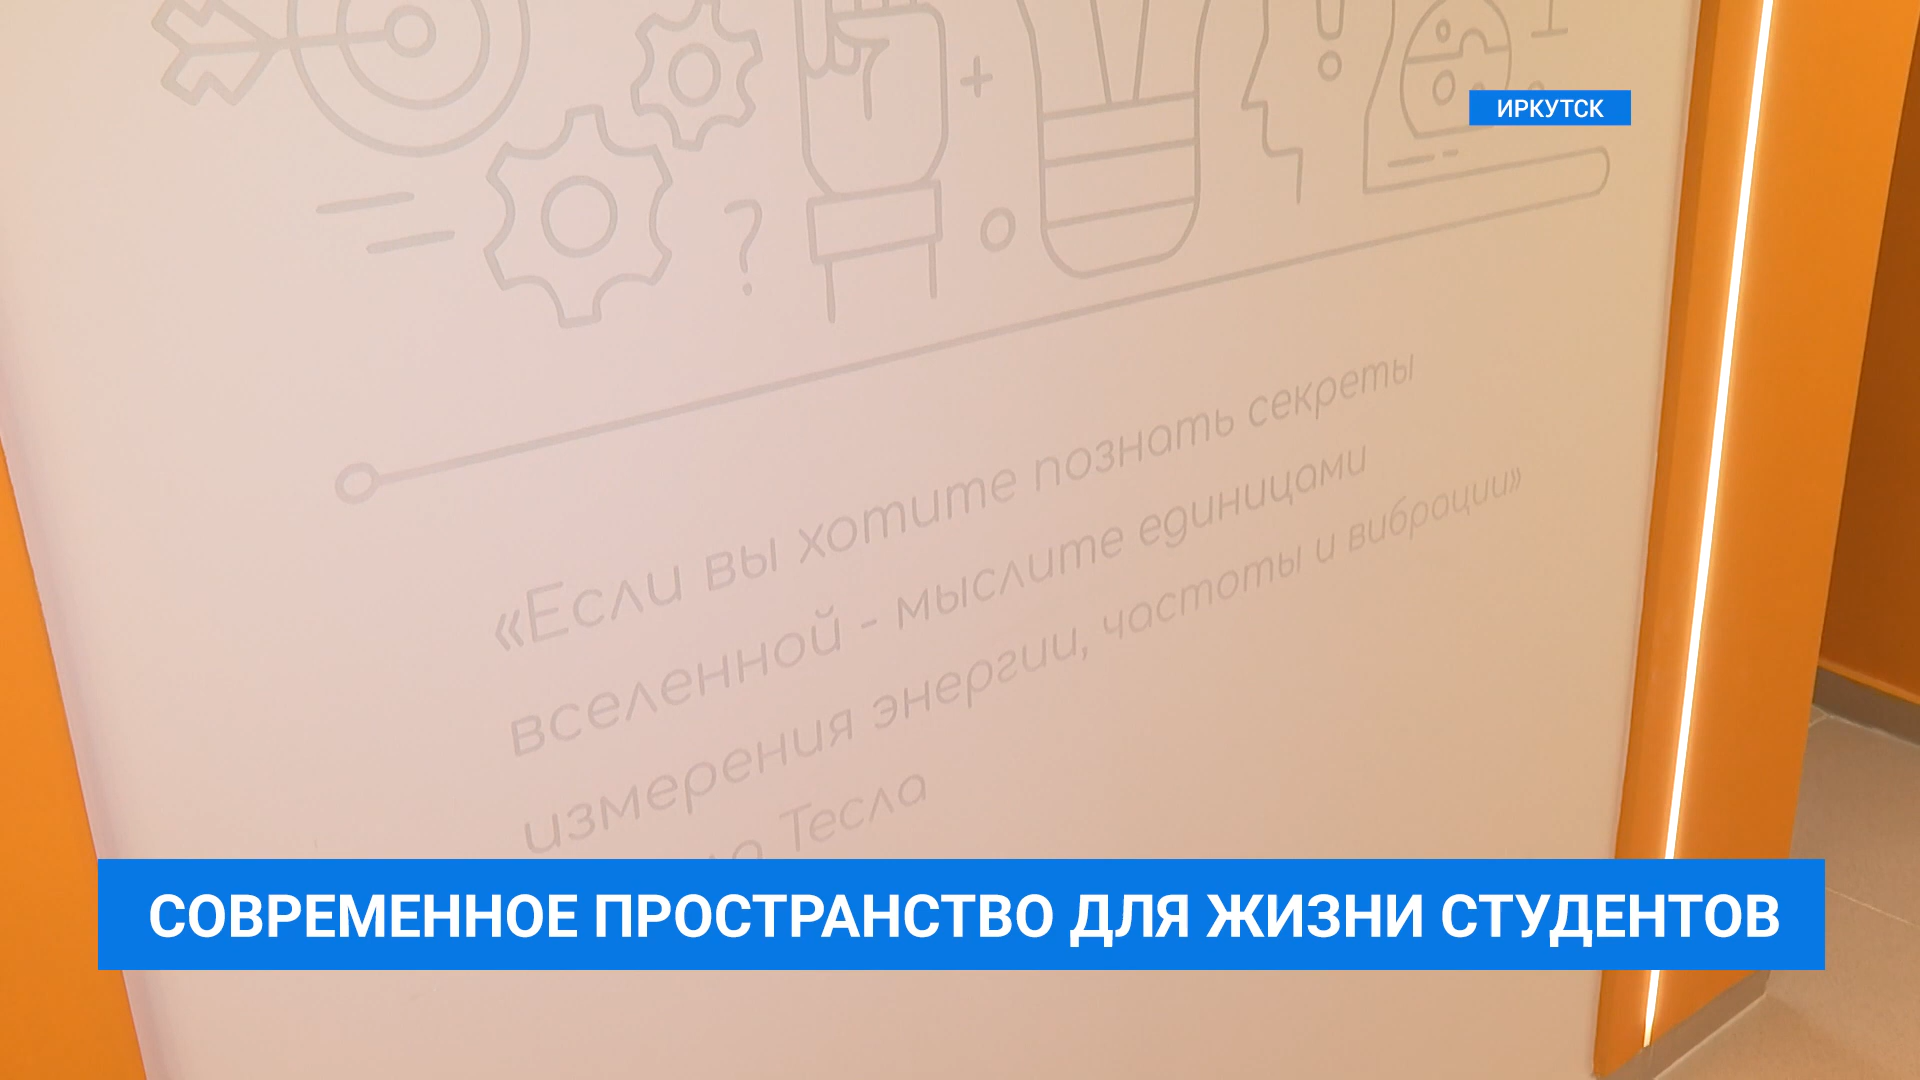 ИРКУТСК
?
«Если вы хотите познать секреты
вселенной - мыслите единицами
измерения энергии, частоты и вибрации»
Тесла
СОВРЕМЕННОЕ ПРОСТРАНСТВО ДЛЯ ЖИЗНИ СТУДЕНТОВ